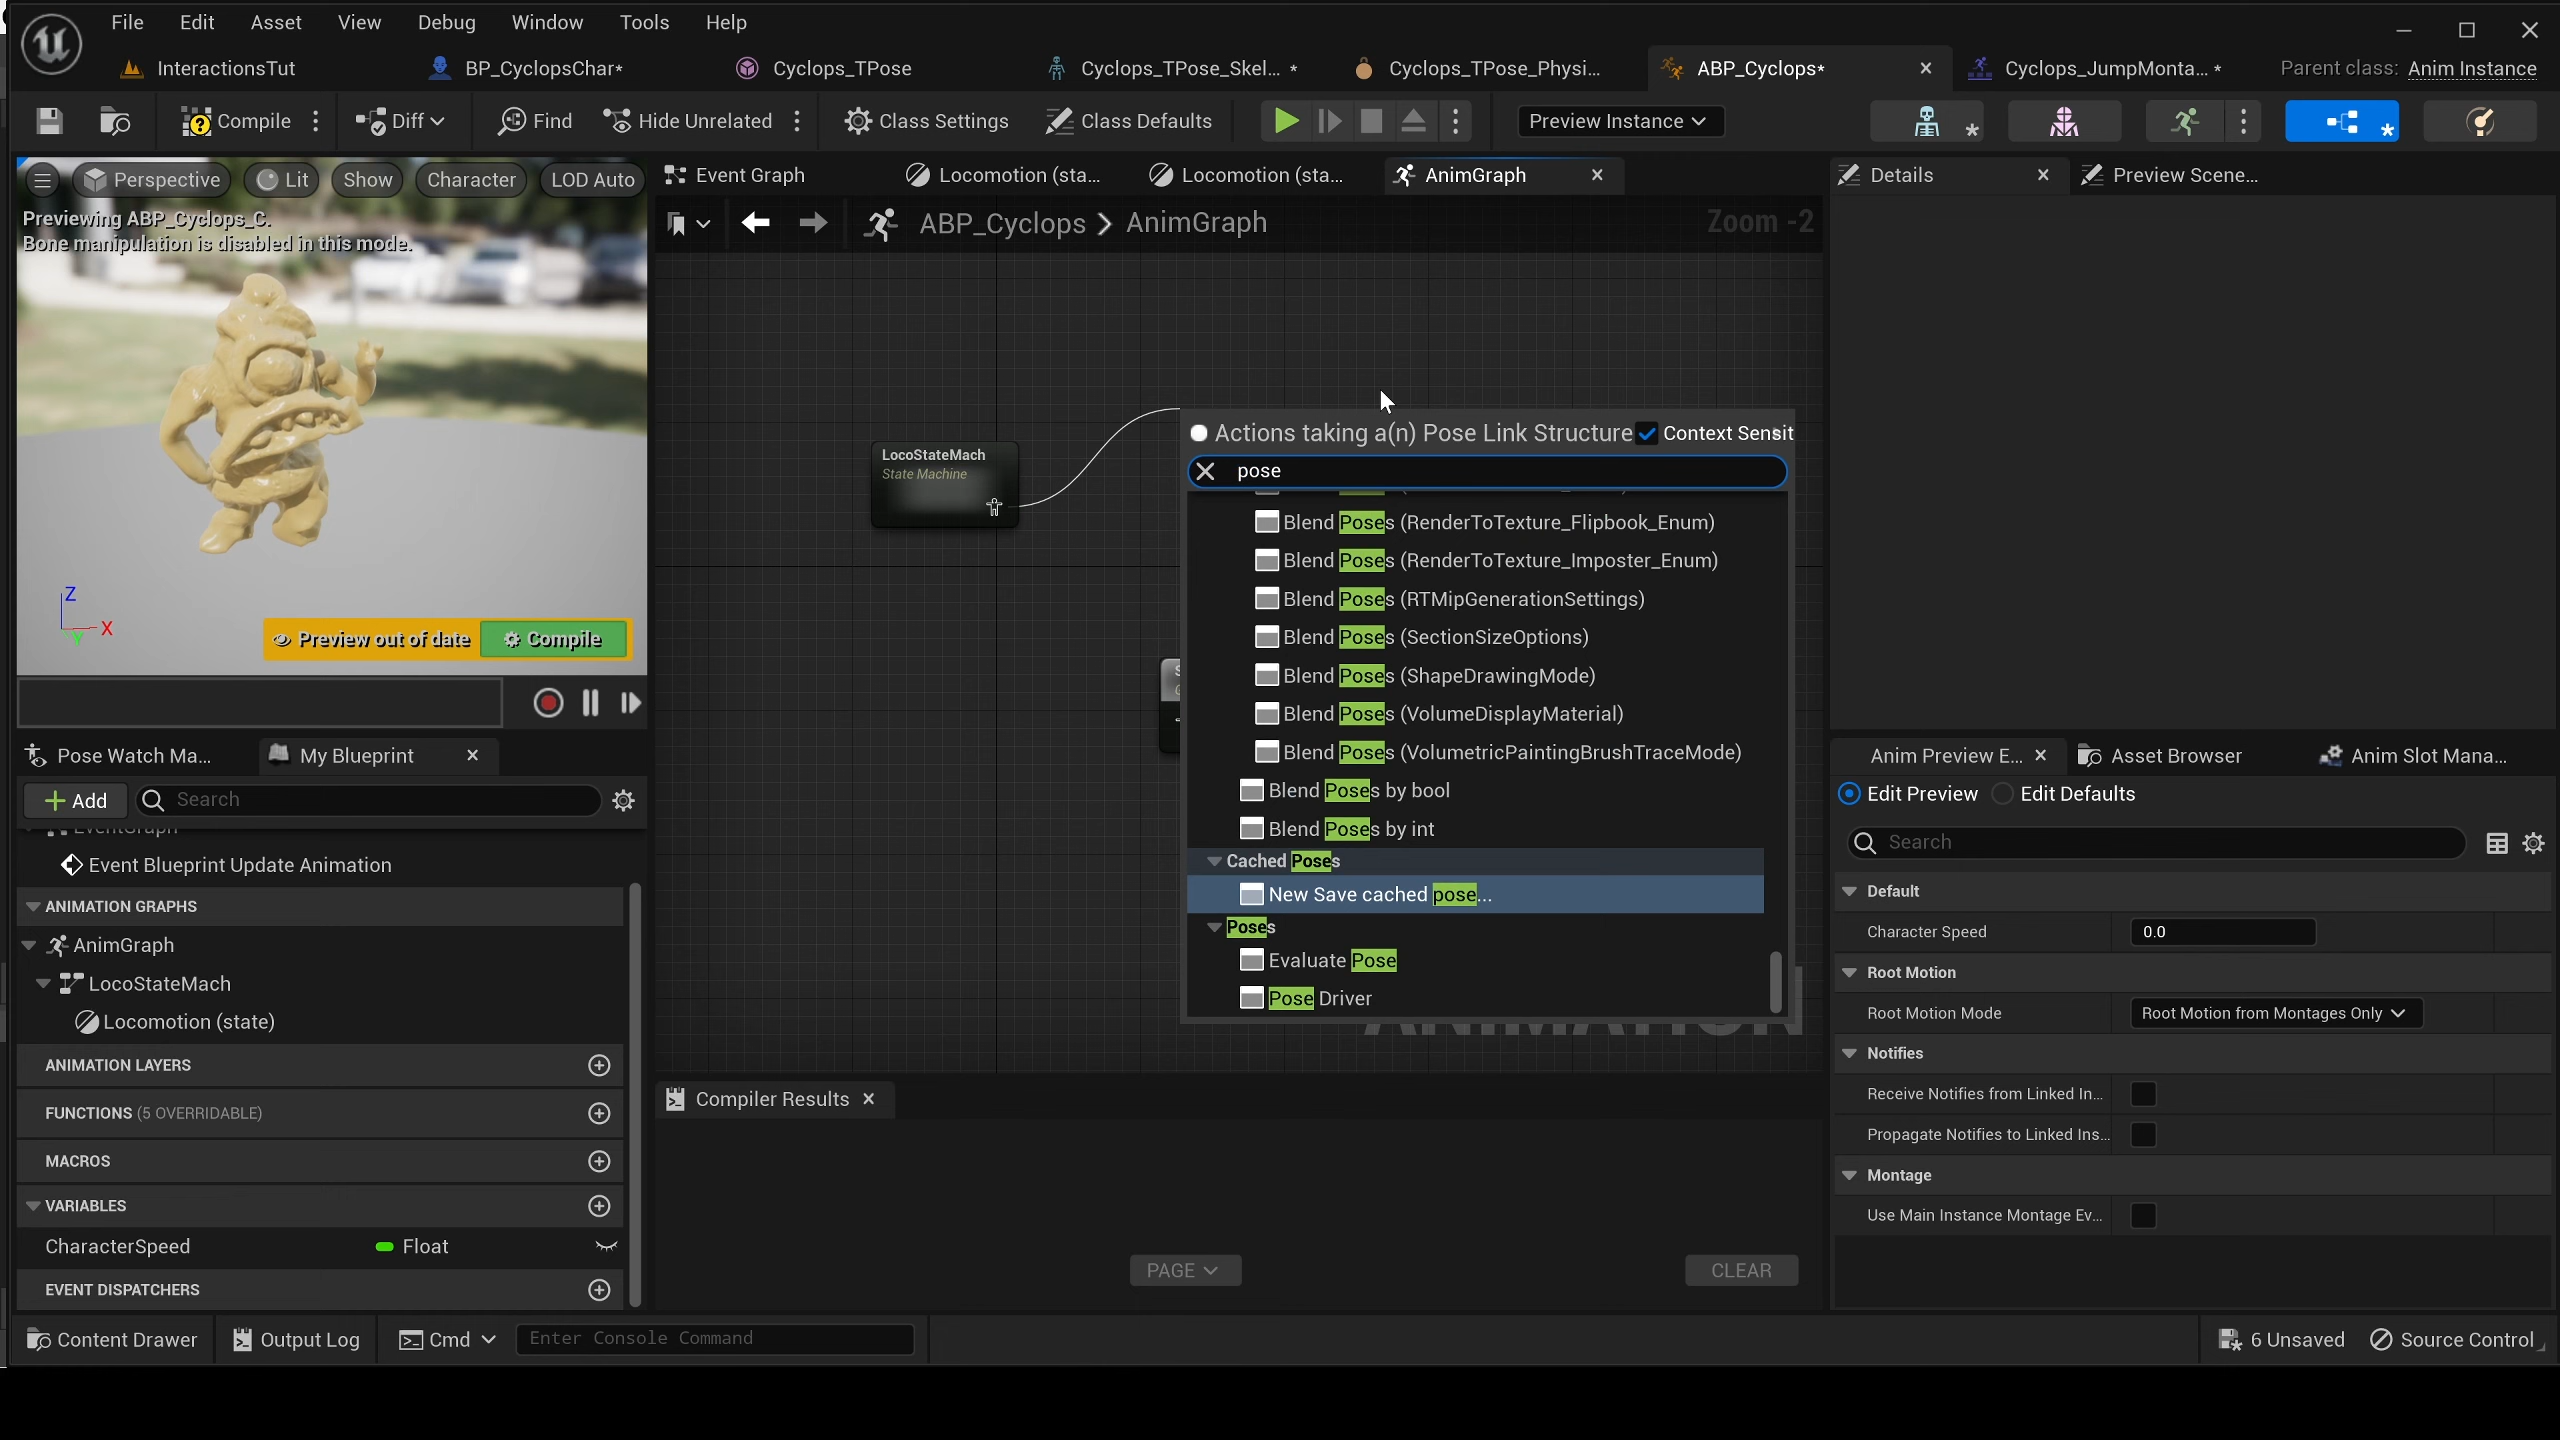 File Edit Asset View Debug Window Tools Help
InteractionsTut BP_CyclopsChar* Cyclops_TPose Cyclops_TPose_Skel... * Cyclops_TPose_Physi... ABP_Cyclops* Cyclops_JumpMonta... * Parent class: Anim Instance
Compile Diff Find Hide Unrelated Class Settings Class Defaults Preview Instance
Perspective Lit Show Character LOD Auto
Previewing ABP_Cyclops_C.
Bone manipulation is disabled in this mode.
Z
X
Y
Preview out of date Compile
Event Graph Locomotion (sta... Locomotion (sta... AnimGraph
ABP_Cyclops > AnimGraph
Zoom -2
LocoStateMach
State Machine
Actions taking a(n) Pose Link Structure Context Sensit
pose
Blend Poses (RenderToTexture_Flipbook_Enum)
Blend Poses (RenderToTexture_Imposter_Enum)
Blend Poses (RTMipGenerationSettings)
Blend Poses (SectionSizeOptions)
Blend Poses (ShapeDrawingMode)
Blend Poses (VolumeDisplayMaterial)
Blend Poses (VolumetricPaintingBrushTraceMode)
Blend Poses by bool
Blend Poses by int
Cached Poses
New Save cached pose...
Poses
Evaluate Pose
Pose Driver
ANIMATION
Pose Watch Ma... My Blueprint
Add Search
EventGraph
Event Blueprint Update Animation
ANIMATION GRAPHS
AnimGraph
LocoStateMach
Locomotion (state)
ANIMATION LAYERS
FUNCTIONS (5 OVERRIDABLE)
MACROS
VARIABLES
CharacterSpeed Float
EVENT DISPATCHERS
Compiler Results
PAGE CLEAR
Details Preview Scene...
Anim Preview E... Asset Browser Anim Slot Mana...
Edit Preview Edit Defaults
Search
Default
Character Speed 0.0
Root Motion
Root Motion Mode Root Motion from Montages Only
Notifies
Receive Notifies from Linked In...
Propagate Notifies to Linked Ins...
Montage
Use Main Instance Montage Ev...
Content Drawer Output Log Cmd Enter Console Command 6 Unsaved Source Control